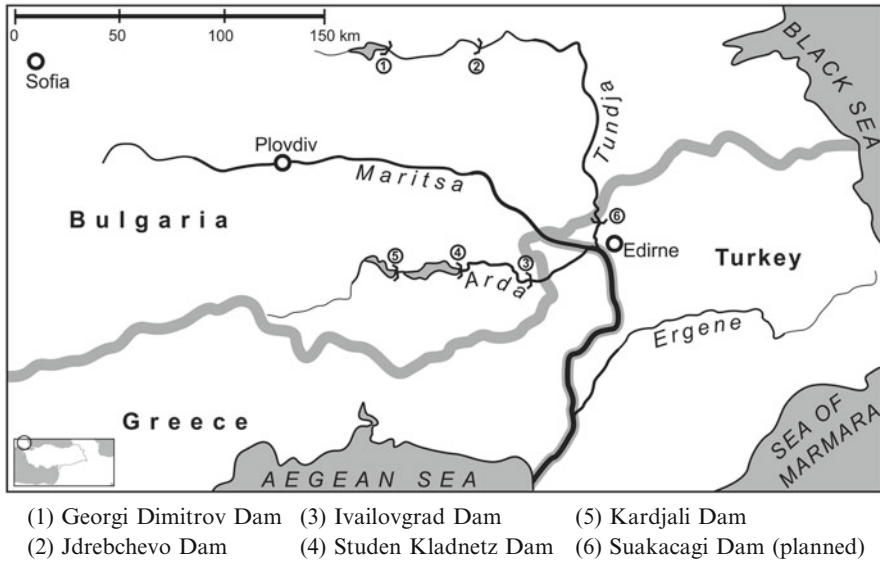 0 50 100 150 km
Sofia
① ②
BLACK SEA
Tundja
Plovdiv
Maritsa
Bulgaria
⑥
Edirne
⑤ ④ ③
Arda
Turkey
Ergene
Greece
SEA OF
MARMARA
AEGEAN SEA
(1) Georgi Dimitrov Dam (3) Ivailovgrad Dam (5) Kardjali Dam
(2) Jdrebchevo Dam (4) Studen Kladnetz Dam (6) Suakacagi Dam (planned)